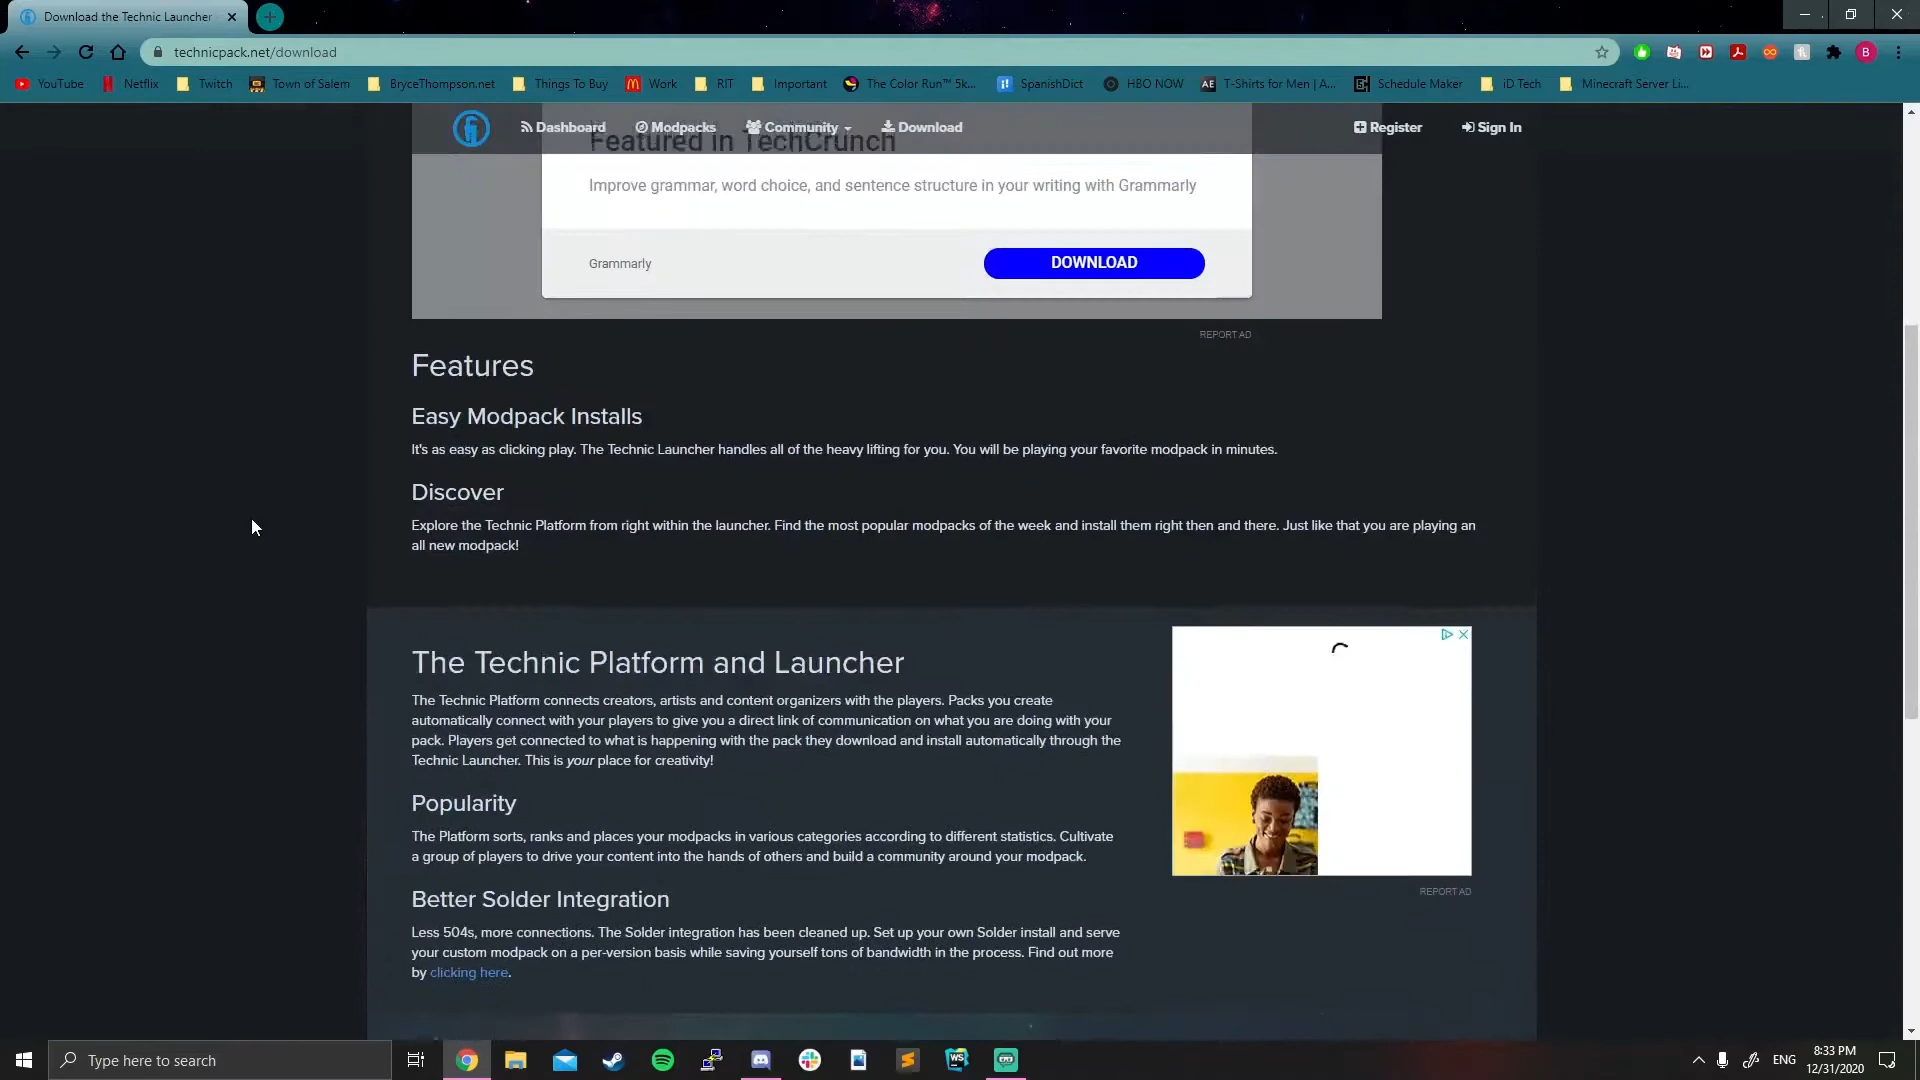 Download the Technic Launcher
technicpack.net/download
B
YouTube Netflix Twitch Town of Salem BryceThompson.net Things To Buy Work RIT Important The Color Run™ Sk... SpanishDict HBO NOW AE T-Shirts for Men | A... Schedule Maker iD Tech Minecraft Server Li...
Dashboard Modpacks Community Download Register Sign In
Featured in TechCrunch
Improve grammar, word choice, and sentence structure in your writing with Grammarly
Grammarly DOWNLOAD
REPORT AD
Features
Easy Modpack Installs
It's as easy as clicking play. The Technic Launcher handles all of the heavy lifting for you. You will be playing your favorite modpack in minutes.
Discover
Explore the Technic Platform from right within the launcher. Find the most popular modpacks of the week and install them right then and there. Just like that you are playing an
all new modpack!
The Technic Platform and Launcher
The Technic Platform connects creators, artists and content organizers with the players. Packs you create
automatically connect with your players to give you a direct link of communication on what you are doing with your
pack. Players get connected to what is happening with the pack they download and install automatically through the
Technic Launcher. This is your place for creativity!
Popularity
The Platform sorts, ranks and places your modpacks in various categories according to different statistics. Cultivate
a group of players to drive your content into the hands of others and build a community around your modpack.
REPORT AD
Better Solder Integration
Less 504s, more connections. The Solder integration has been cleaned up. Set up your own Solder install and serve
your custom modpack on a per-version basis while saving yourself tons of bandwidth in the process. Find out more
by clicking here.
Type here to search
WS
ENG
8:33 PM
12/31/2020